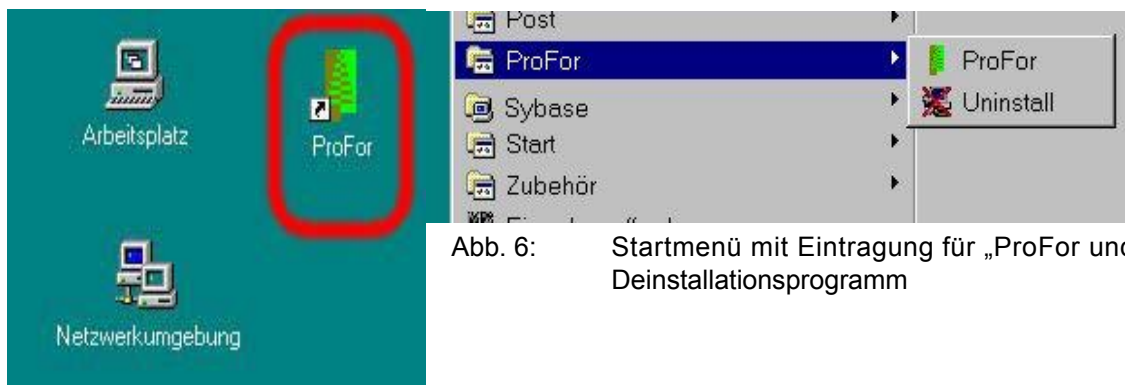 Arbeitsplatz
ProFor
Netzwerkumgebung
Post
ProFor
Sybase
Start
Zubehör
ProFor
Uninstall
Abb. 6: Startmenü mit Eintragung für „ProFor und
Deinstallationsprogramm